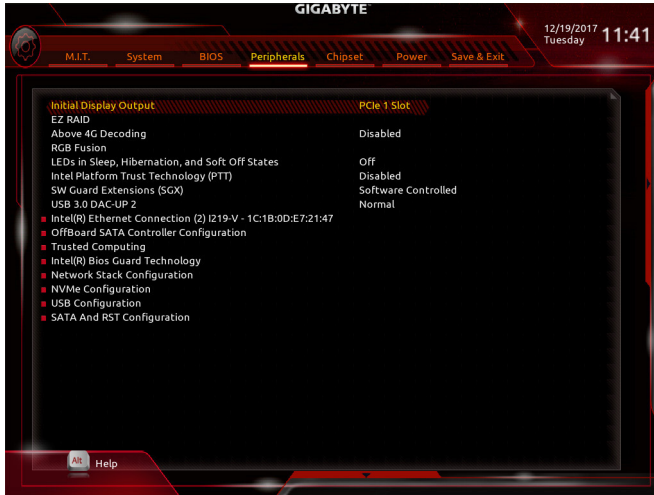 GIGABYTE
12/19/2017 11:41
Tuesday
M.I.T. System BIOS Peripherals Chipset Power Save & Exit
Initial Display Output PCIe 1 Slot
EZ RAID
Above 4G Decoding Disabled
RGB Fusion
LEDs in Sleep, Hibernation, and Soft Off States Off
Intel Platform Trust Technology (PTT) Disabled
SW Guard Extensions (SGX) Software Controlled
USB 3.0 DAC-UP 2 Normal
Intel(R) Ethernet Connection (2) I219-V - 1C:1B:0D:E7:21:47
OffBoard SATA Controller Configuration
Trusted Computing
Intel(R) Bios Guard Technology
Network Stack Configuration
NVMe Configuration
USB Configuration
SATA And RST Configuration
Alt Help